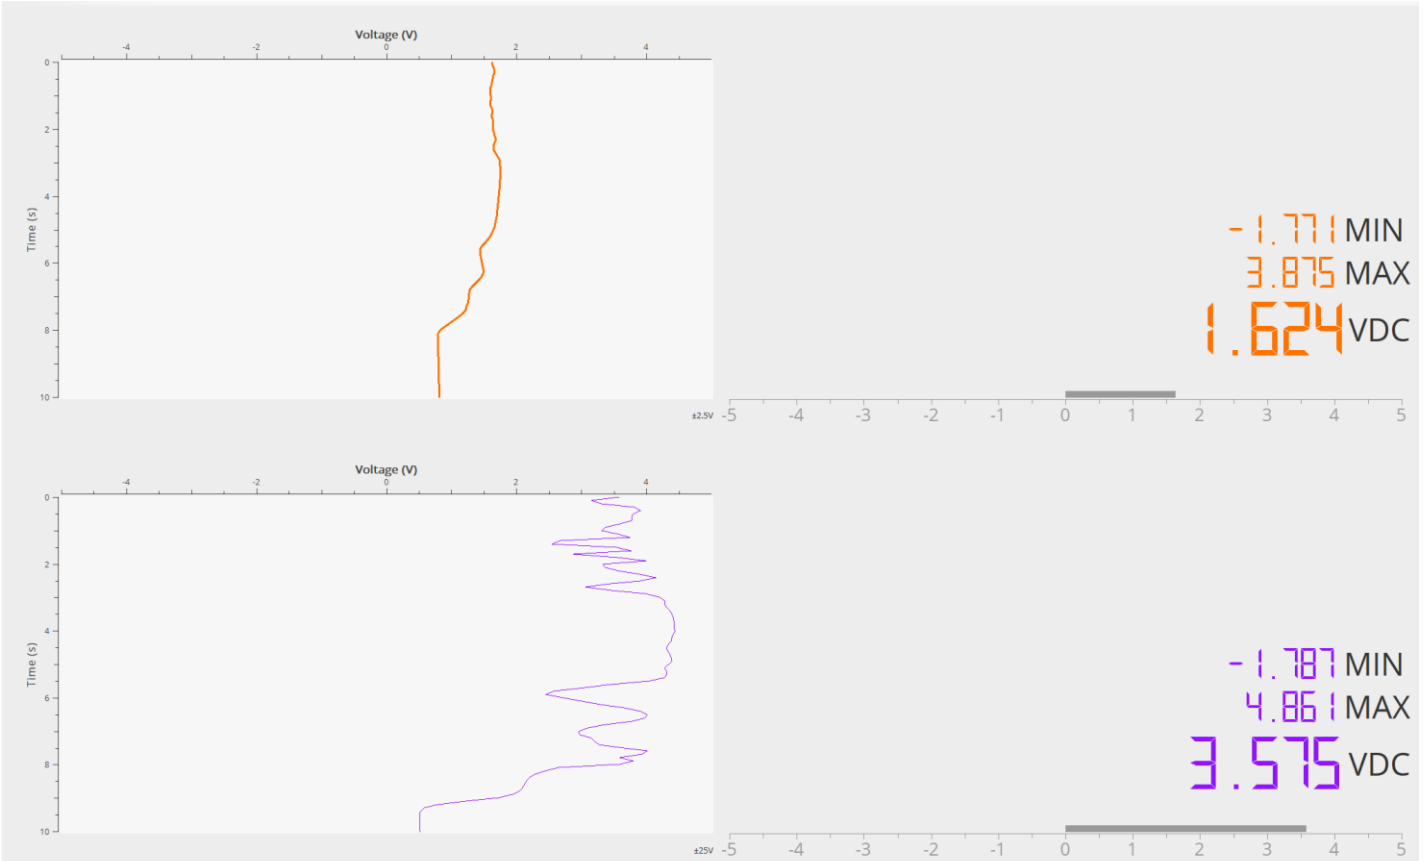 Voltage (V)
-4 -2 0 2 4
0
2
4
6
8
10
Time (s)
±2.5V
-1.771 MIN
3.875 MAX
1.624 VDC
-5 -4 -3 -2 -1 0 1 2 3 4 5
Voltage (V)
-4 -2 0 2 4
0
2
4
6
8
10
Time (s)
±25V
-1.787 MIN
4.861 MAX
3.575 VDC
-5 -4 -3 -2 -1 0 1 2 3 4 5